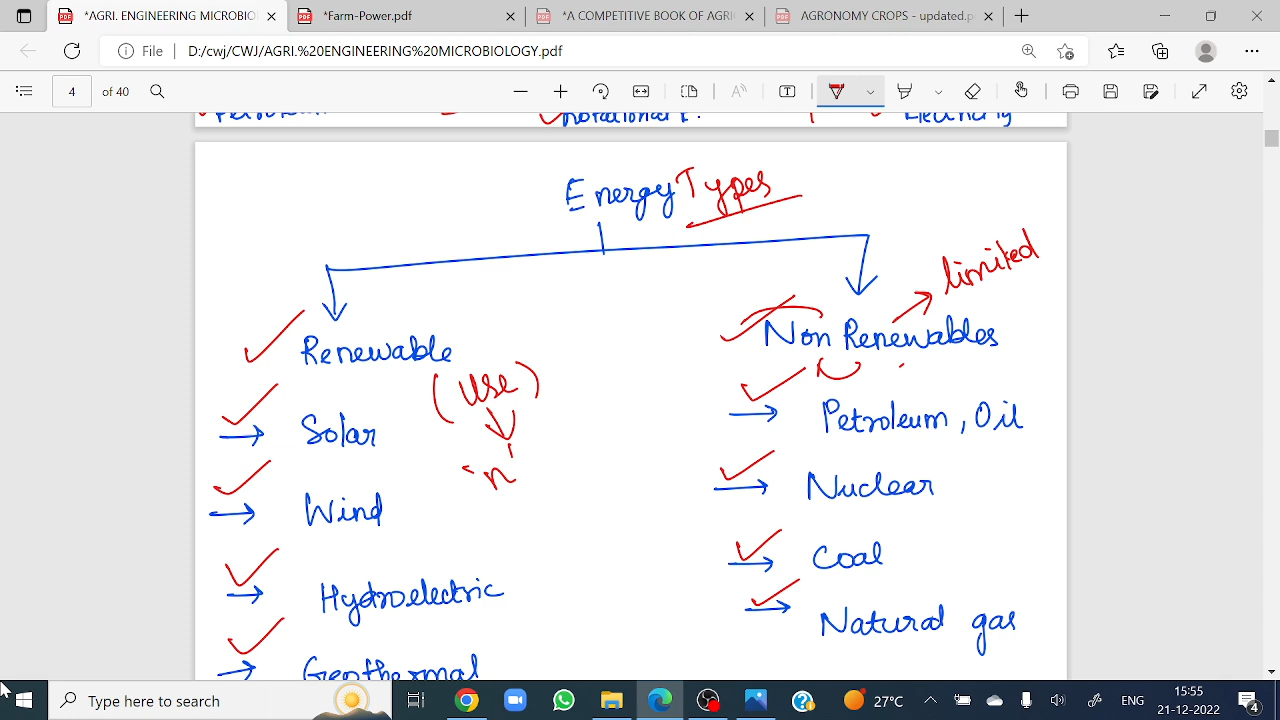 *AGRI. ENGINEERING MICROBIO
*Farm-Power.pdf
*A COMPETITIVE BOOK OF AGRI
AGRONOMY CROPS - updated.p
File D:/cwj/CWJ/AGRI.%20ENGINEERING%20MICROBIOLOGY.pdf
4 of 40
Electricity
Energy Types
limited
Renewable
Non Renewables
(Use)
Solar
Petroleum, Oil
'n'
Wind
Nuclear
Hydroelectric
Coal
Geothermal
Natural gas
Type here to search
27°C
ENG
15:55
21-12-2022
4